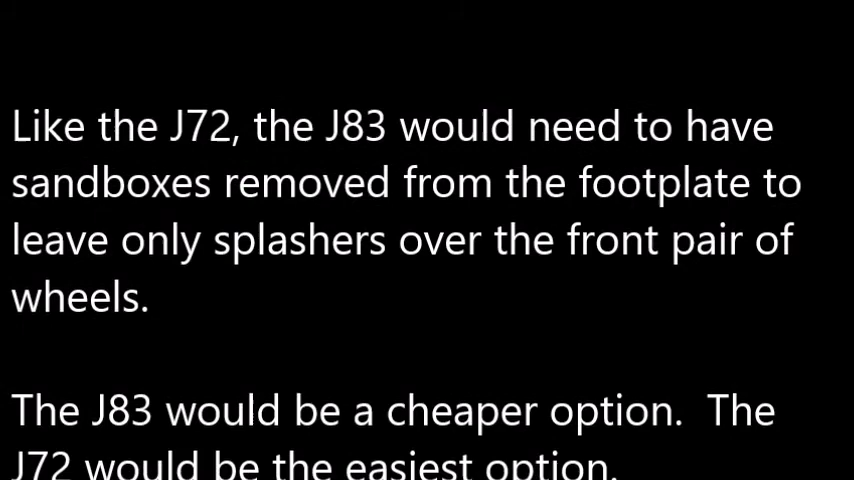 Like the J72, the J83 would need to have
sandboxes removed from the footplate to
leave only splashers over the front pair of
wheels.
The J83 would be a cheaper option.  The
J72 would be the easiest option.